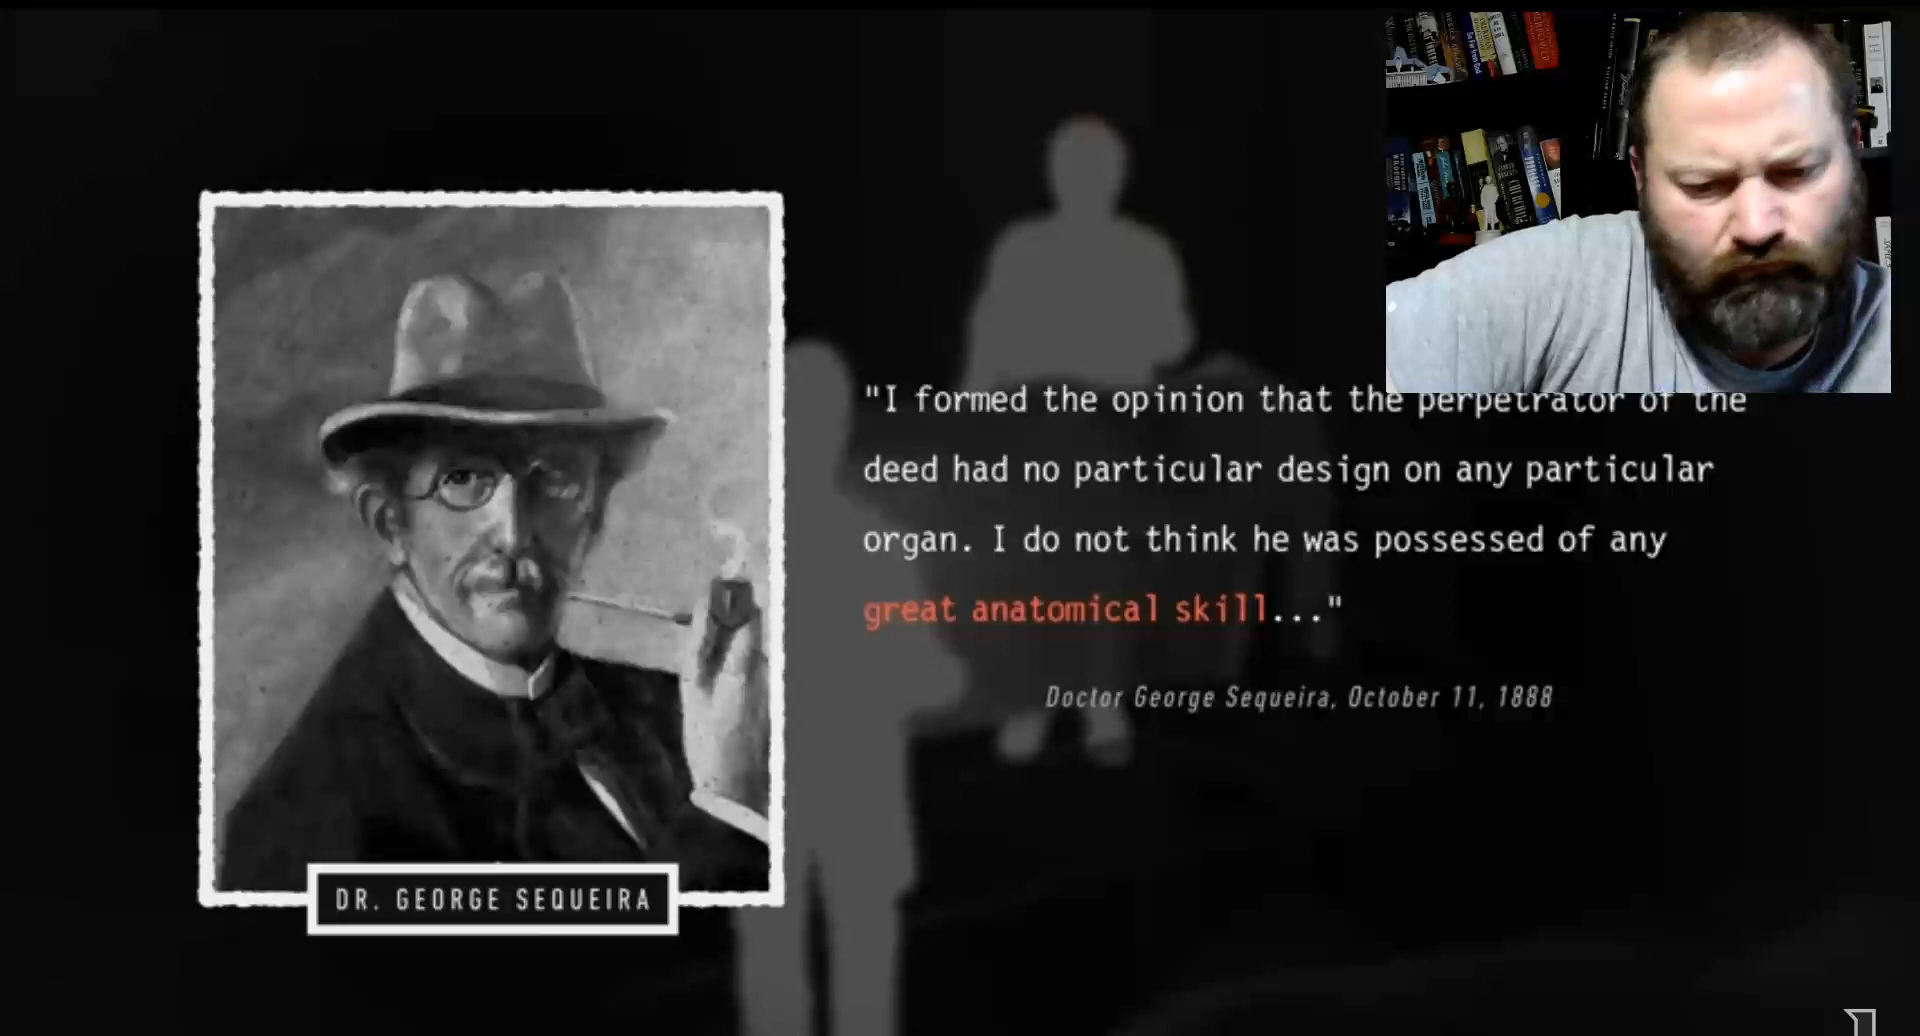 "I formed the opinion that the perpetrator of the
deed had no particular design on any particular
organ. I do not think he was possessed of any
great anatomical skill..."
Doctor George Sequeira, October 11, 1888
DR. GEORGE SEQUEIRA
CHURCHILL